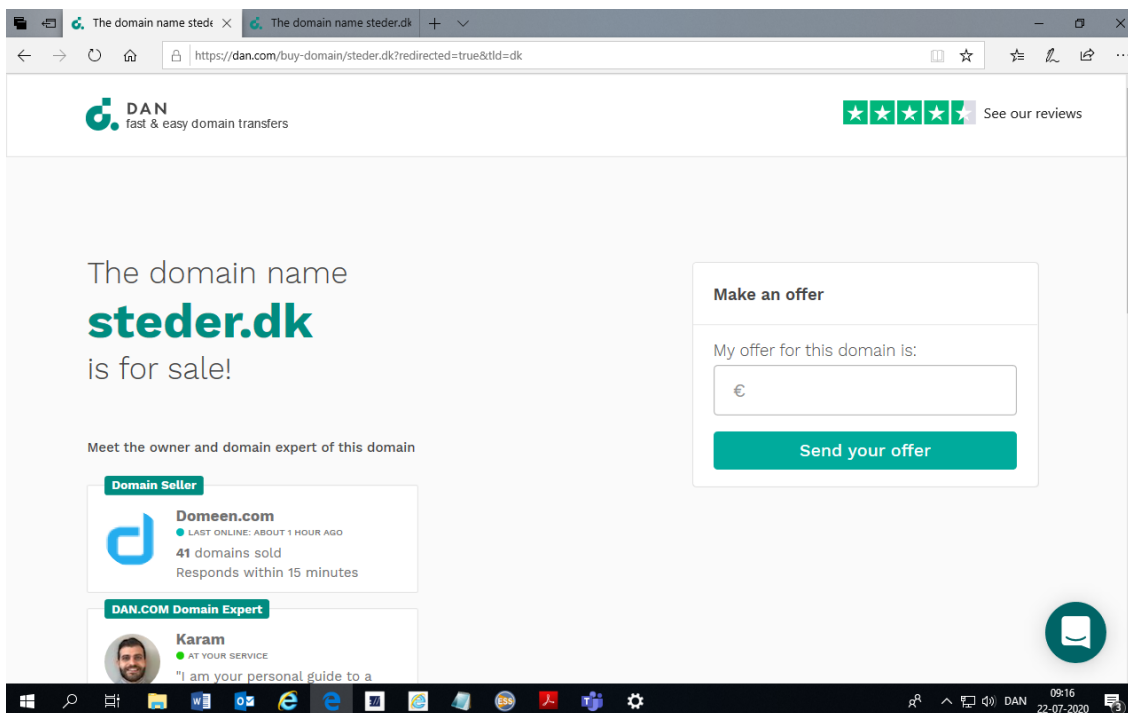 The domain name stede
The domain name steder.dk
https://dan.com/buy-domain/steder.dk?redirected=true&tld=dk
DAN
fast & easy domain transfers
See our reviews
The domain name
steder.dk
is for sale!
Make an offer
My offer for this domain is:
€
Send your offer
Meet the owner and domain expert of this domain
Domain Seller
Domeen.com
LAST ONLINE: ABOUT 1 HOUR AGO
41 domains sold
Responds within 15 minutes
DAN.COM Domain Expert
Karam
AT YOUR SERVICE
"I am your personal guide to a
ESS
DAN
09:16
22-07-2020
3